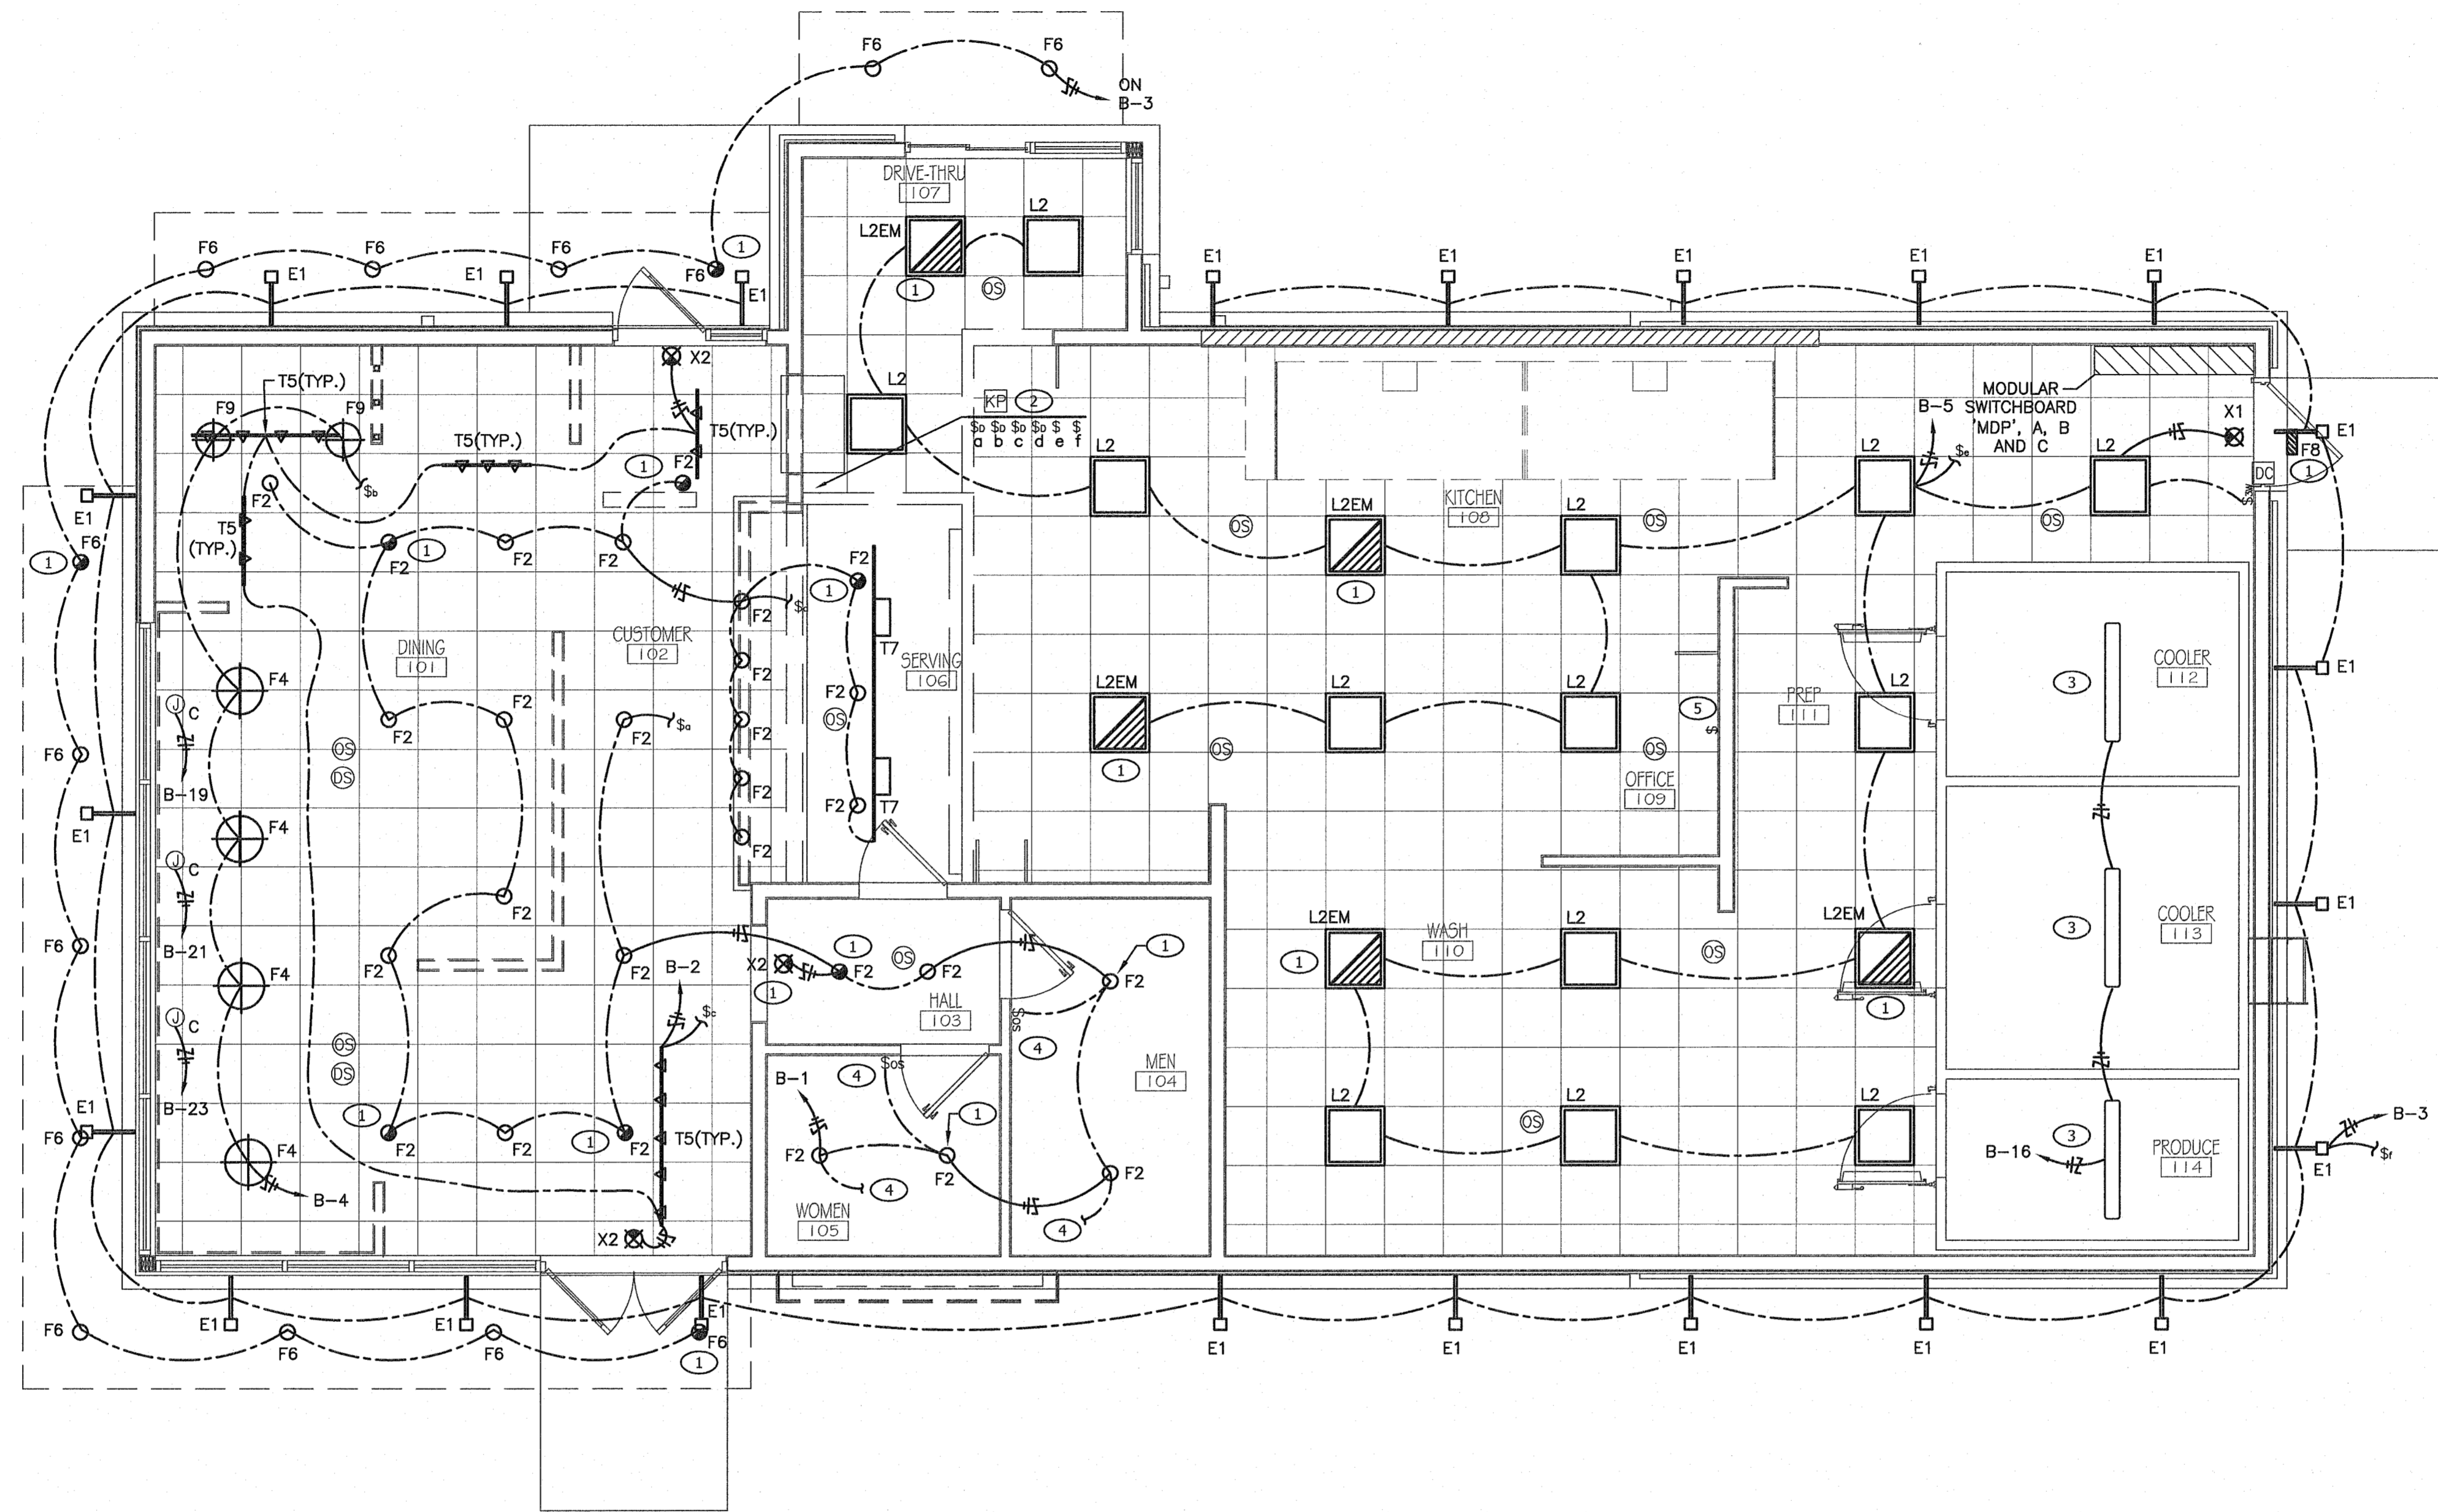 F6 F6
ON
B-3
DRIVE-THRU
107
L2
L2EM
1
F6 F6 F6 F6
1
E1 E1 E1
OS
E1 E1 E1 E1 E1
X2
T5(TYP.)
F9 F9
T5(TYP.)
T5(TYP.)
L2
KP 2
$D $D $D $D $ $
a b c d e f
MODULAR
SWITCHBOARD
'MDP', A, B
AND C
B-5
X1
E1
F8
1
DC
$3W
$e
L2 L2 L2
L2EM L2
KITCHEN
108
OS OS OS
1
1
F2
$b
F2
E1
T5
(TYP.)
F6
1
F2
1
F2 F2
F2
1
F2
$d
DINING
101
CUSTOMER
102
SERVING
106
T7
F2
F2
OS
F2
T7
F2
F2
F2
F2
F4
J C
B-19
F6
E1
OS
DS
F2 F2
F2
$a
L2EM L2 L2 L2
1
OS OS
5
$
PREP
111
OFFICE
109
COOLER
112
3
E1
F4
J C
B-21
F6
F2
F2
F2
B-2
$c
F4
J C
B-23
OS
DS
E1
F6
1
F2 F2 F2
1
T5(TYP.)
F4
B-4
X2
X2
1
1
F2
OS
F2
1
F2
HALL
103
$OS
4
MEN
104
$OS
4
B-1
1
F2
F2
4
F2
4
WOMEN
105
L2EM L2 L2EM
1
WASH
110
OS
1
COOLER
113
3
E1
L2 L2 L2
OS
B-16
3
PRODUCE
114
B-3
$f
E1
F6 E1 F6 E1 F6 E1 F6
1
E1 E1 E1 E1 E1